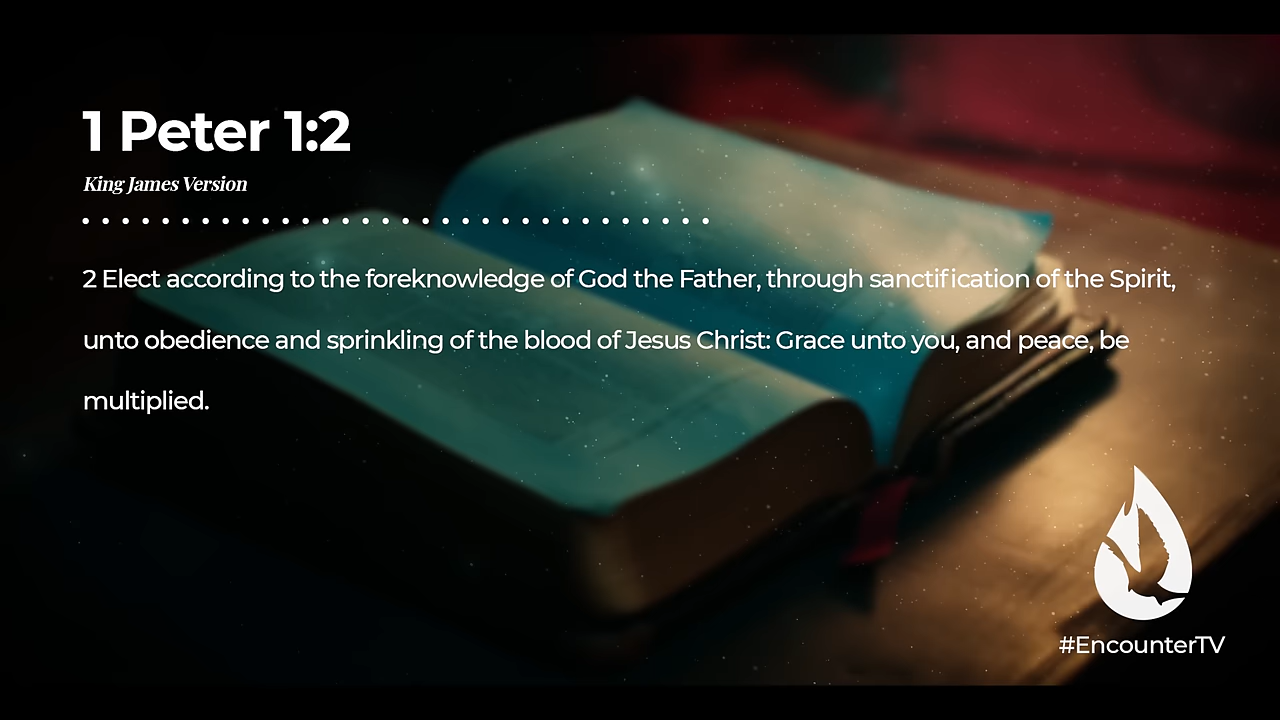 1 Peter 1:2
King James Version
2 Elect according to the foreknowledge of God the Father, through sanctification of the Spirit,
unto obedience and sprinkling of the blood of Jesus Christ: Grace unto you, and peace, be
multiplied.
#EncounterTV